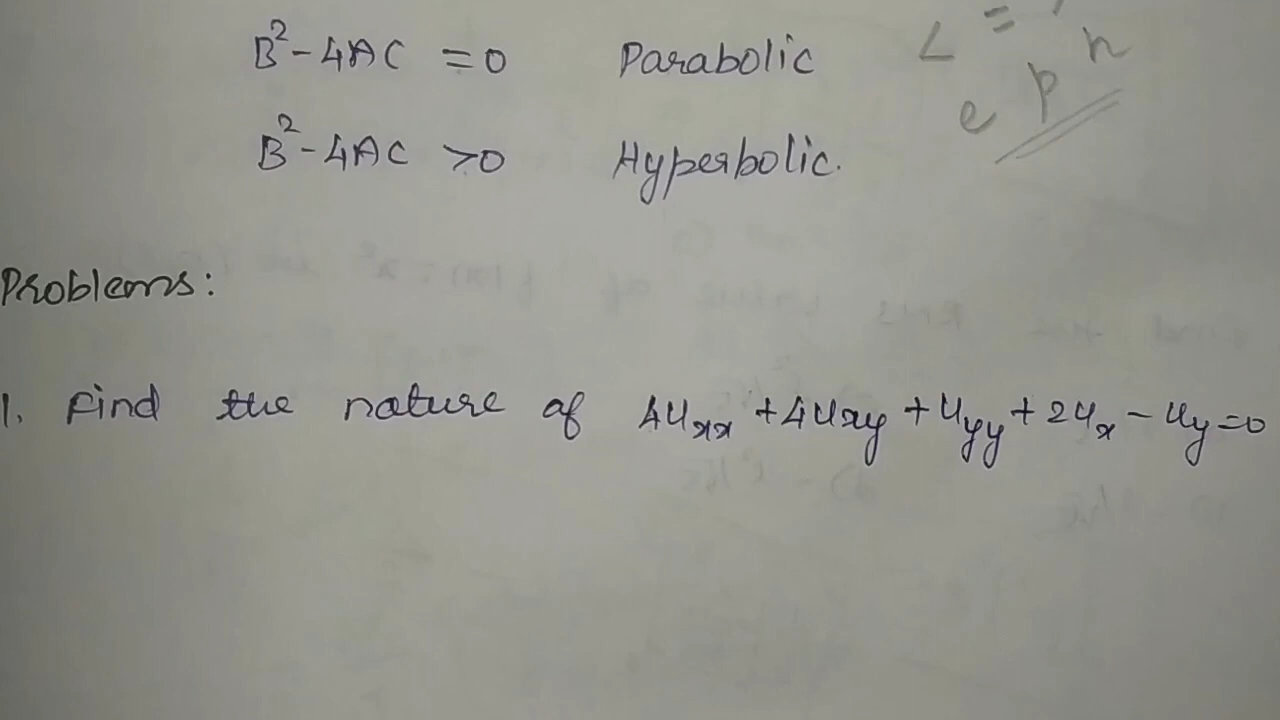 B²-4AC =0 Parabolic
B²-4AC >0 Hyperbolic.
L = h
e p
Problems:
1. Find the nature of 4uₓₓ +4uxy +uyy +2uₓ -uy=0